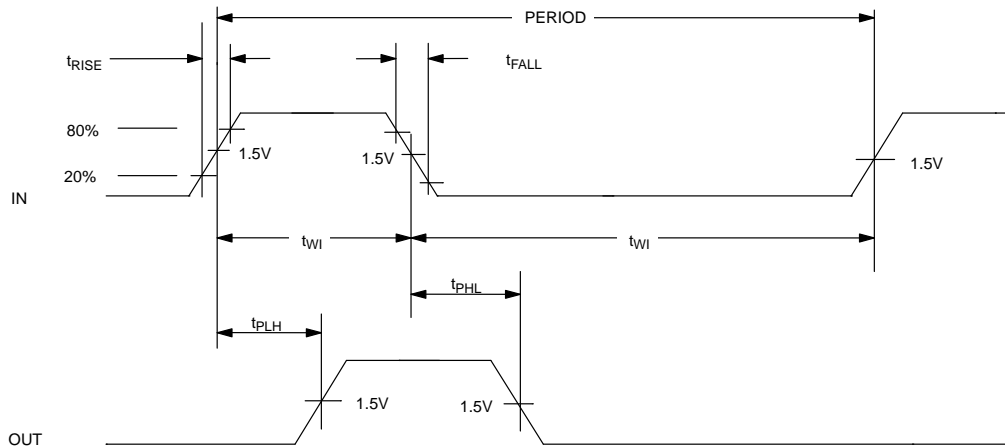 PERIOD
tRISE
tFALL
80%
1.5V
1.5V
1.5V
20%
IN
tWI
tWI
tPHL
tPLH
1.5V
1.5V
OUT